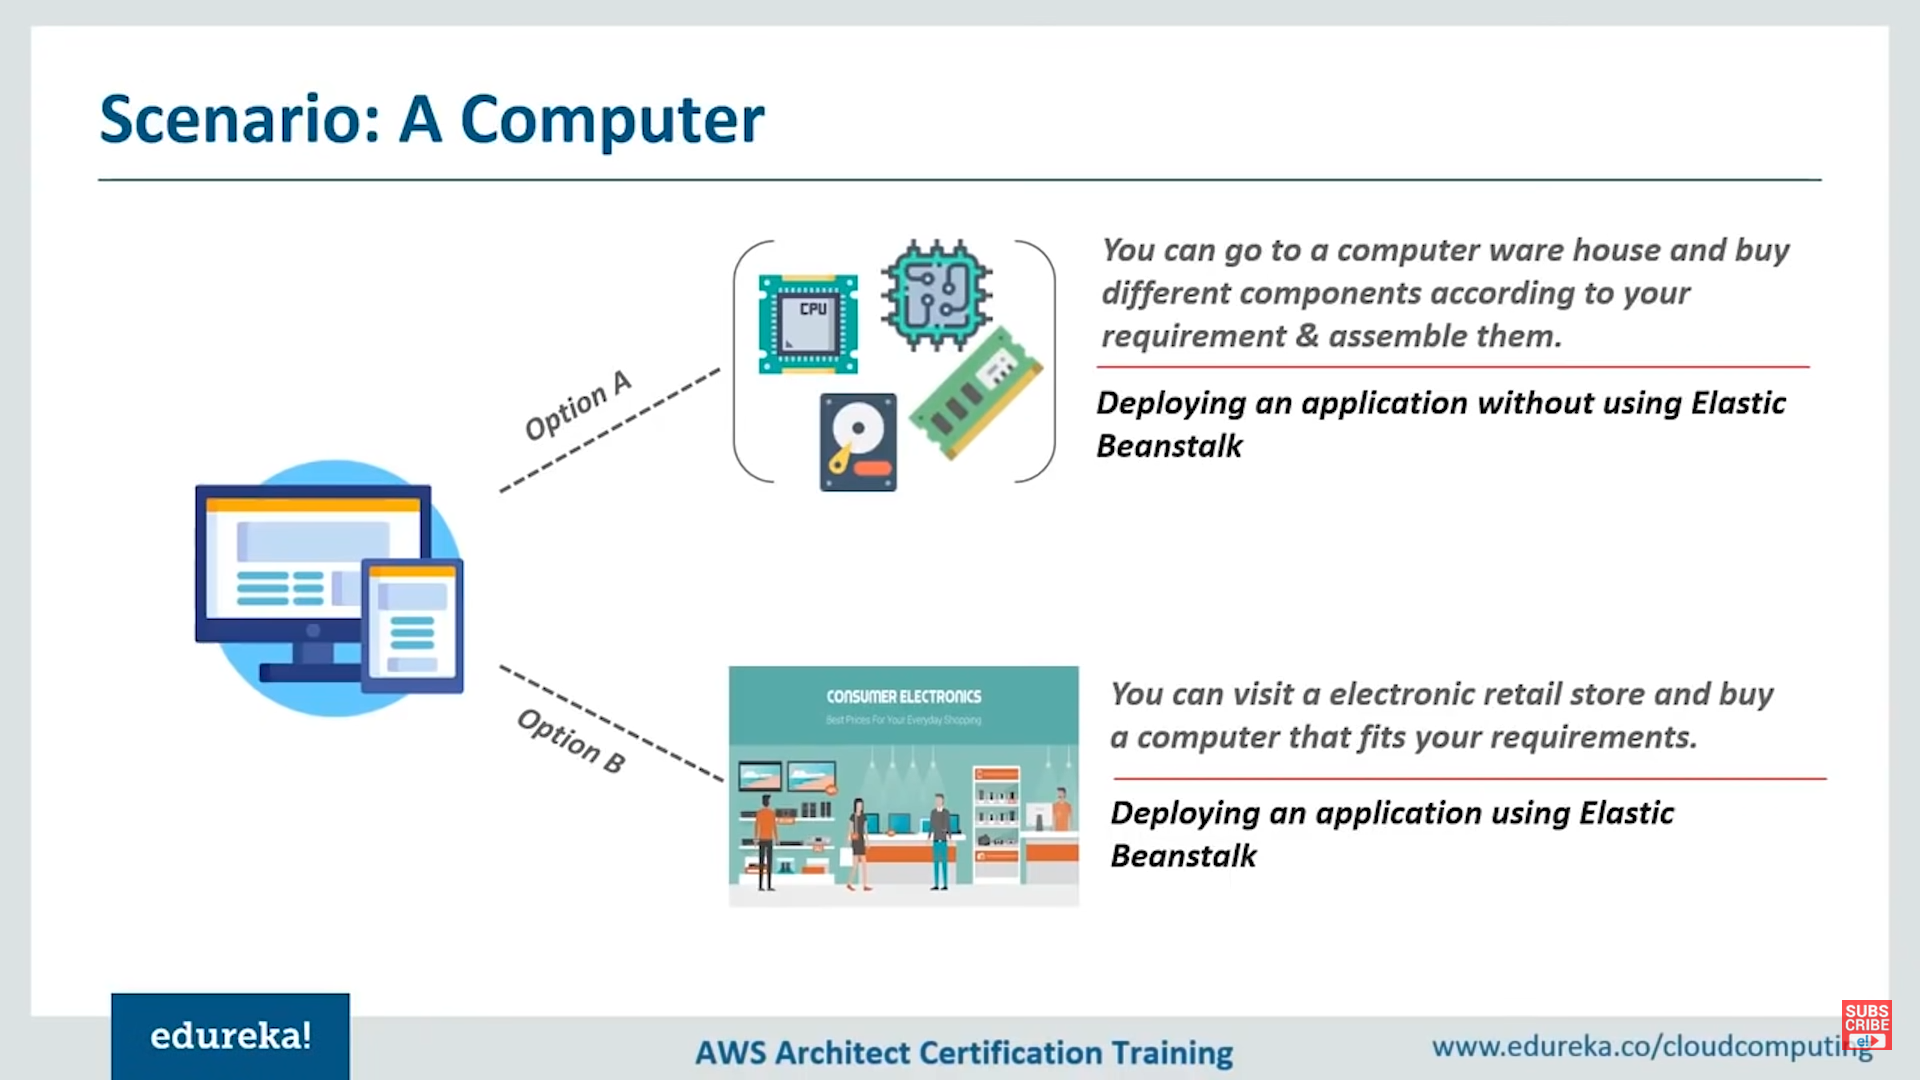 Scenario: A Computer
Option A
CPU
You can go to a computer ware house and buy
different components according to your
requirement & assemble them.
Deploying an application without using Elastic
Beanstalk
Option B
CONSUMER ELECTRONICS
Best Prices For Your Everyday Shopping
You can visit a electronic retail store and buy
a computer that fits your requirements.
Deploying an application using Elastic
Beanstalk
edureka!
AWS Architect Certification Training
www.edureka.co/cloudcomputing
SUBS
CRIBE
e!